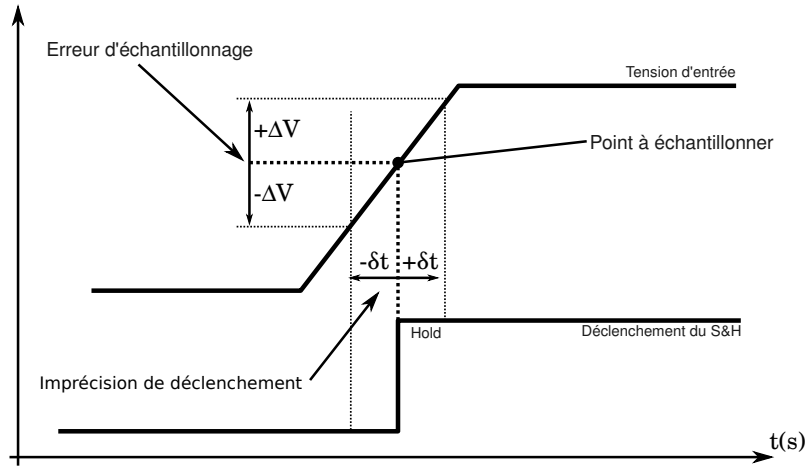 Erreur d'échantillonnage
Tension d'entrée
+ΔV
Point à échantillonner
-ΔV
-δt +δt
Hold
Déclenchement du S&H
Imprécision de déclenchement
t(s)